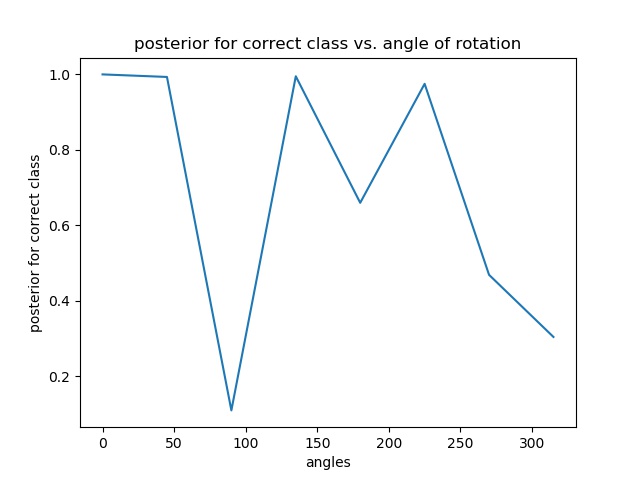 posterior for correct class vs. angle of rotation
1.0
0.8
0.6
0.4
0.2
posterior for correct class
0 50 100 150 200 250 300
angles